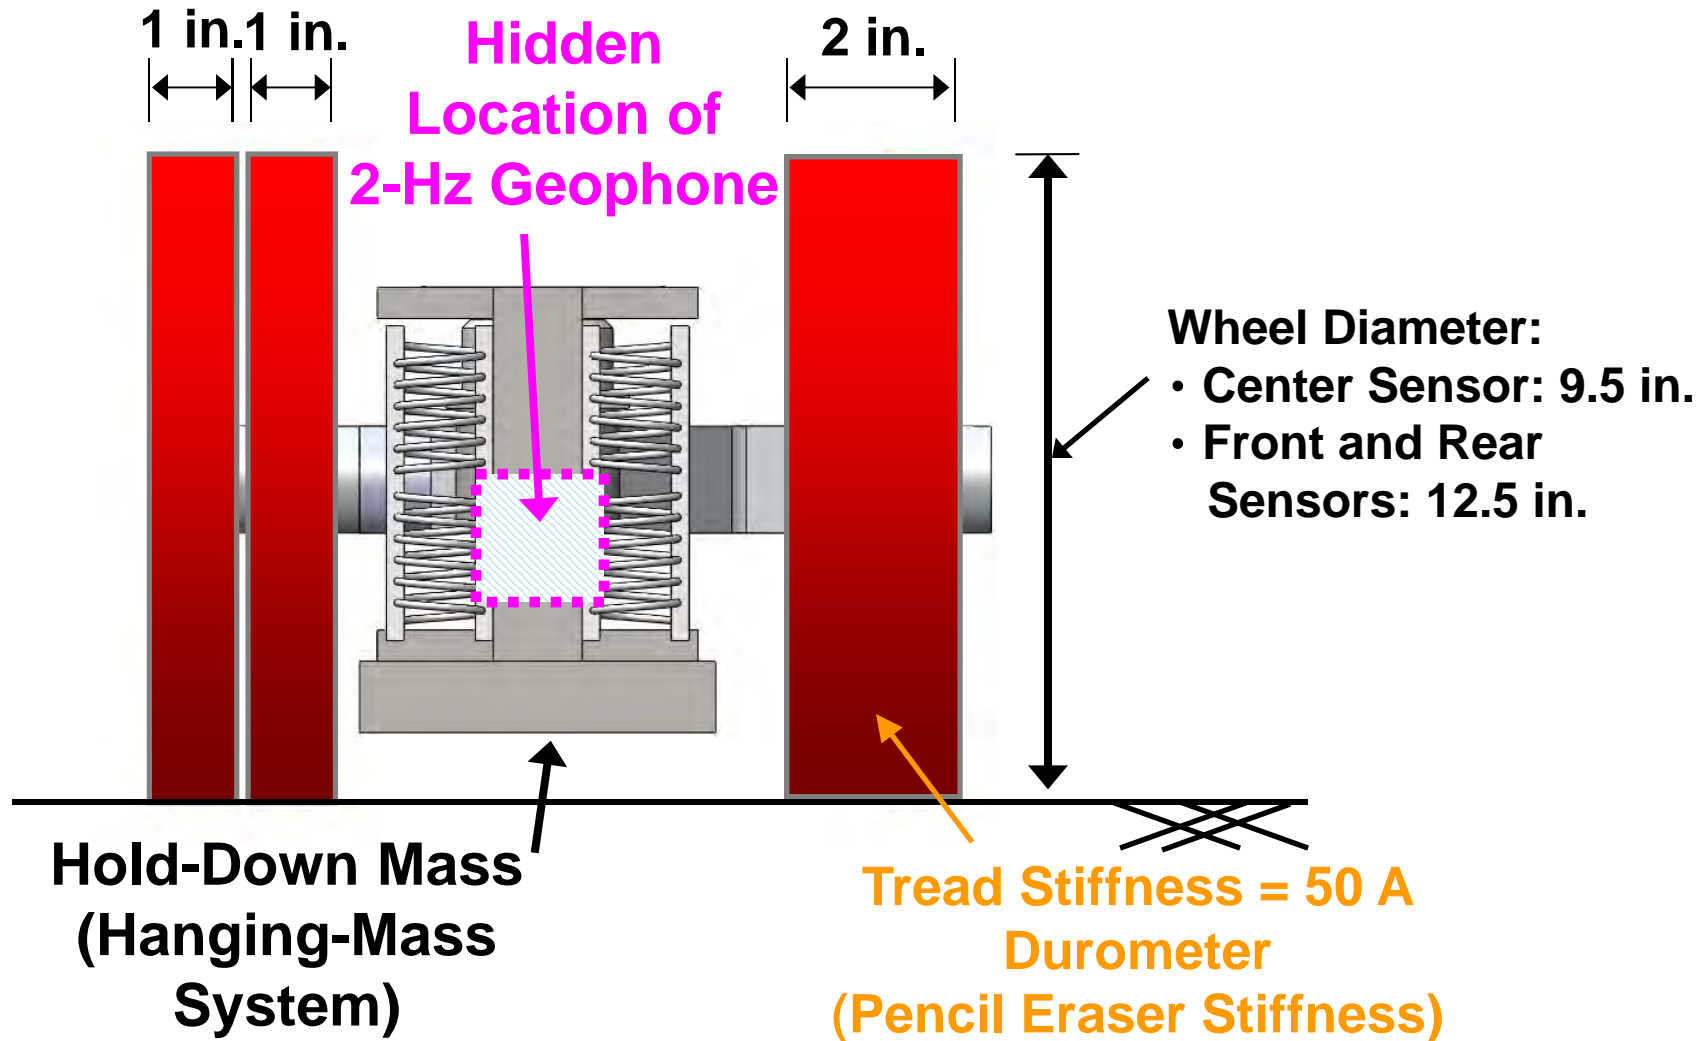 1 in.
1 in.
2 in.
Hidden
Location of
2-Hz Geophone
Wheel Diameter:
• Center Sensor: 9.5 in.
• Front and Rear
Sensors: 12.5 in.
Hold-Down Mass
(Hanging-Mass
System)
Tread Stiffness = 50 A
Durometer
(Pencil Eraser Stiffness)